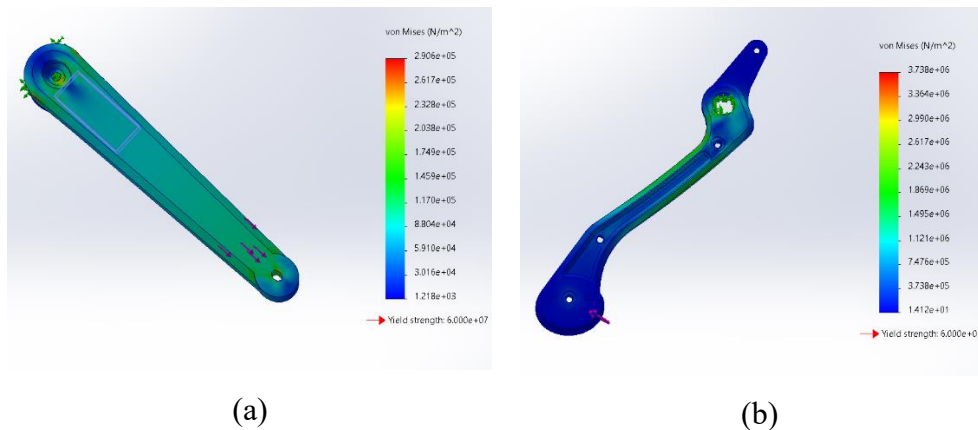 von Mises (N/m^2)
2.906e+05
2.617e+05
2.328e+05
2.038e+05
1.749e+05
1.459e+05
1.170e+05
8.804e+04
5.910e+04
3.016e+04
1.218e+03
Yield strength: 6.000e+07
(a)
von Mises (N/m^2)
3.738e+06
3.364e+06
2.990e+06
2.617e+06
2.243e+06
1.869e+06
1.495e+06
1.121e+06
7.476e+05
3.738e+05
1.412e+01
Yield strength: 6.000e+0
(b)